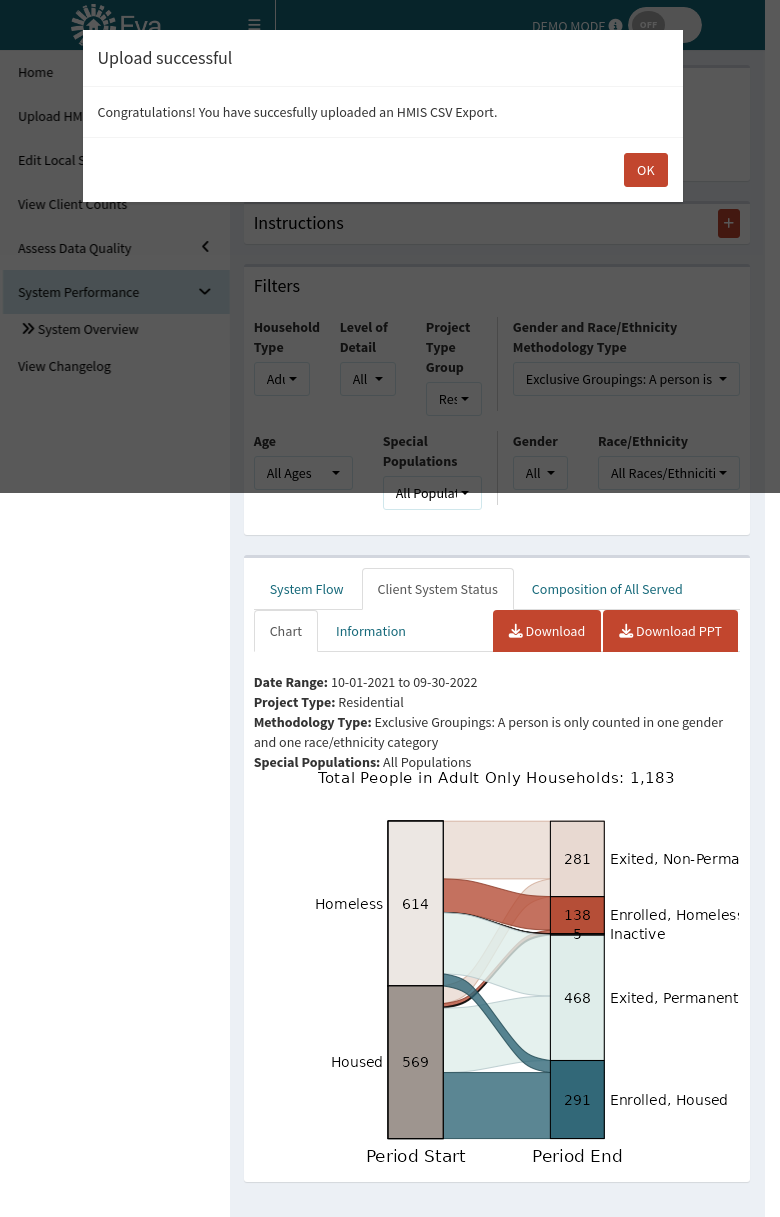 Eva
DEMO MODE
OFF
Upload successful
Congratulations! You have succesfully uploaded an HMIS CSV Export.
OK
Home
Upload HM
Edit Local S
View Client Counts
Assess Data Quality
System Performance
System Overview
View Changelog
Instructions
+
Filters
Household Type
Level of Detail
Project Type Group
Gender and Race/Ethnicity Methodology Type
Adu
All
Res
Exclusive Groupings: A person is
Age
Special Populations
Gender
Race/Ethnicity
All Ages
All Populat
All
All Races/Ethniciti
System Flow
Client System Status
Composition of All Served
Chart
Information
Download
Download PPT
Date Range: 10-01-2021 to 09-30-2022
Project Type: Residential
Methodology Type: Exclusive Groupings: A person is only counted in one gender
and one race/ethnicity category
Special Populations: All Populations
Total People in Adult Only Households: 1,183
281 Exited, Non-Perma
Homeless 614
138 Enrolled, Homeless
5 Inactive
468 Exited, Permanent
Housed 569
291 Enrolled, Housed
Period Start
Period End